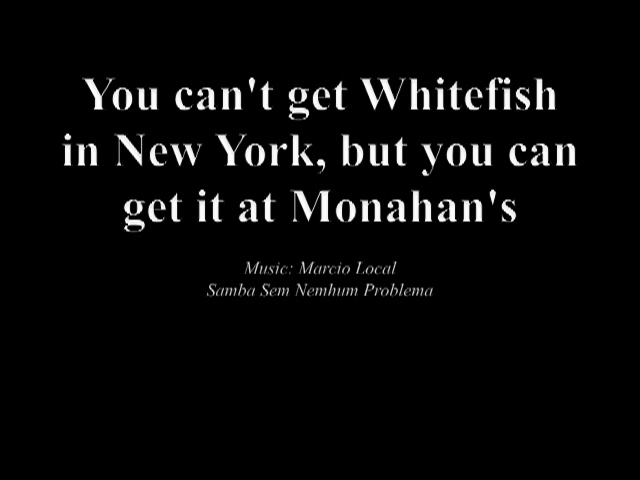 You can't get Whitefish
in New York, but you can
get it at Monahan's
Music: Marcio Local
Samba Sem Nemhum Problema